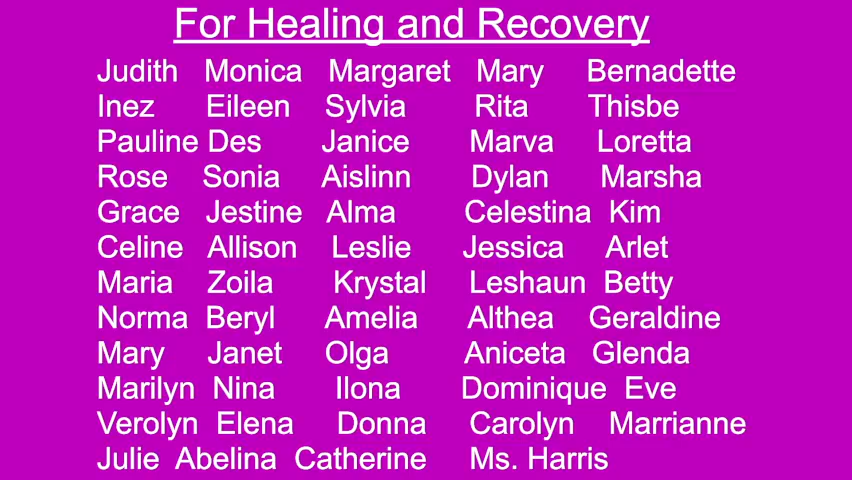 For Healing and Recovery
Judith Monica Margaret Mary Bernadette
Inez Eileen Sylvia Rita Thisbe
Pauline Des Janice Marva Loretta
Rose Sonia Aislinn Dylan Marsha
Grace Jestine Alma Celestina Kim
Celine Allison Leslie Jessica Arlet
Maria Zoila Krystal Leshaun Betty
Norma Beryl Amelia Althea Geraldine
Mary Janet Olga Aniceta Glenda
Marilyn Nina Ilona Dominique Eve
Verolyn Elena Donna Carolyn Marrianne
Julie Abelina Catherine Ms. Harris